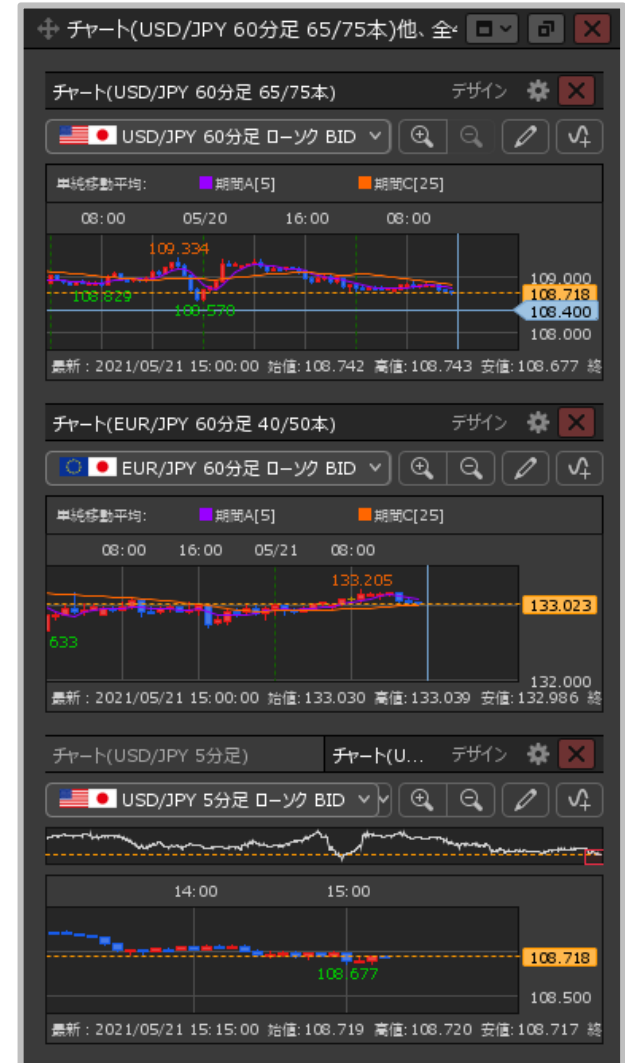 チャート(USD/JPY 60分足 65/75本)他、全
チャート(USD/JPY 60分足 65/75本) デザイン
USD/JPY 60分足 ローソク BID
単純移動平均: 期間A[5] 期間C[25]
08:00 05/20 16:00 08:00
109.334
109.000
108.829
108.718
108.570
108.400
108.000
最新 : 2021/05/21 15:00:00 始値:108.742 高値:108.743 安値:108.677 終
チャート(EUR/JPY 60分足 40/50本) デザイン
EUR/JPY 60分足 ローソク BID
単純移動平均: 期間A[5] 期間C[25]
08:00 16:00 05/21 08:00
133.205
133.023
633
132.000
最新 : 2021/05/21 15:00:00 始値:133.030 高値:133.039 安値:132.986 終
チャート(USD/JPY 5分足) チャート(U... デザイン
USD/JPY 5分足 ローソク BID
14:00 15:00
108.718
108.677
108.500
最新 : 2021/05/21 15:15:00 始値:108.719 高値:108.720 安値:108.717 終